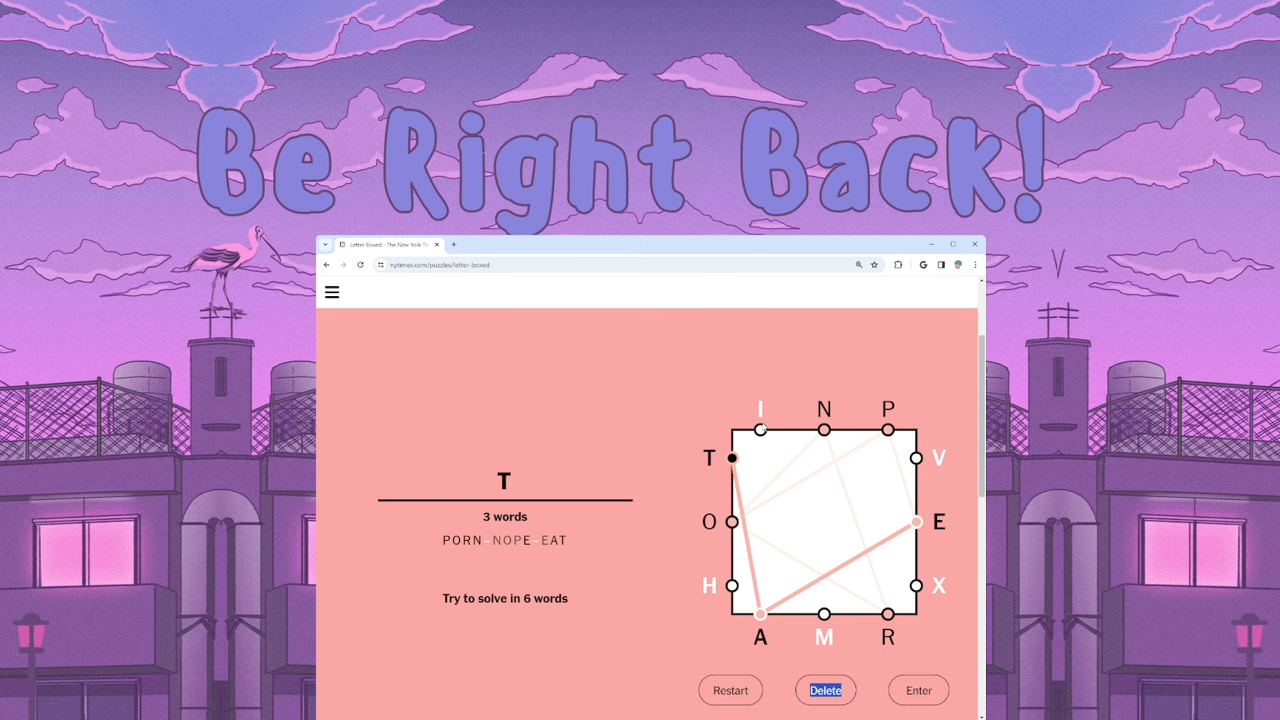 Be Right Back!
Letter Boxed - The New York Ti
nytimes.com/puzzles/letter-boxed
I N P
T V
T
3 words
O E
PORN–NOPE–EAT
H X
Try to solve in 6 words
A M R
Restart Delete Enter